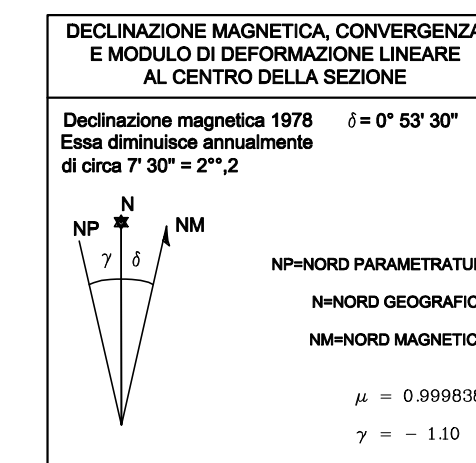 DECLINAZIONE MAGNETICA, CONVERGENZA
E MODULO DI DEFORMAZIONE LINEARE
AL CENTRO DELLA SEZIONE
Declinazione magnetica 1978 δ = 0° 53' 30"
Essa diminuisce annualmente
di circa 7' 30" = 2°°,2
N
NP NM
γ δ
NP=NORD PARAMETRATU
N=NORD GEOGRAFIC
NM=NORD MAGNETIC
μ = 0.999838
γ = - 1.10